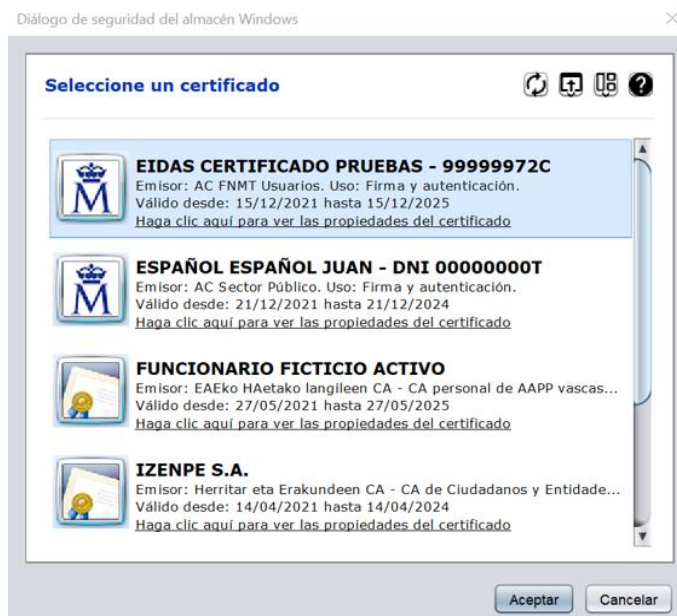 Diálogo de seguridad del almacén Windows
Seleccione un certificado
EIDAS CERTIFICADO PRUEBAS - 99999972C
Emisor: AC FNMT Usuarios. Uso: Firma y autenticación.
Válido desde: 15/12/2021 hasta 15/12/2025
Haga clic aquí para ver las propiedades del certificado
ESPAÑOL ESPAÑOL JUAN - DNI 00000000T
Emisor: AC Sector Público. Uso: Firma y autenticación.
Válido desde: 21/12/2021 hasta 21/12/2024
Haga clic aquí para ver las propiedades del certificado
FUNCIONARIO FICTICIO ACTIVO
Emisor: EAEko HAetako langileen CA - CA personal de AAPP vascas...
Válido desde: 27/05/2021 hasta 27/05/2025
Haga clic aquí para ver las propiedades del certificado
IZENPE S.A.
Emisor: Herritar eta Erakundeen CA - CA de Ciudadanos y Entidade...
Válido desde: 14/04/2021 hasta 14/04/2024
Haga clic aquí para ver las propiedades del certificado
Aceptar Cancelar